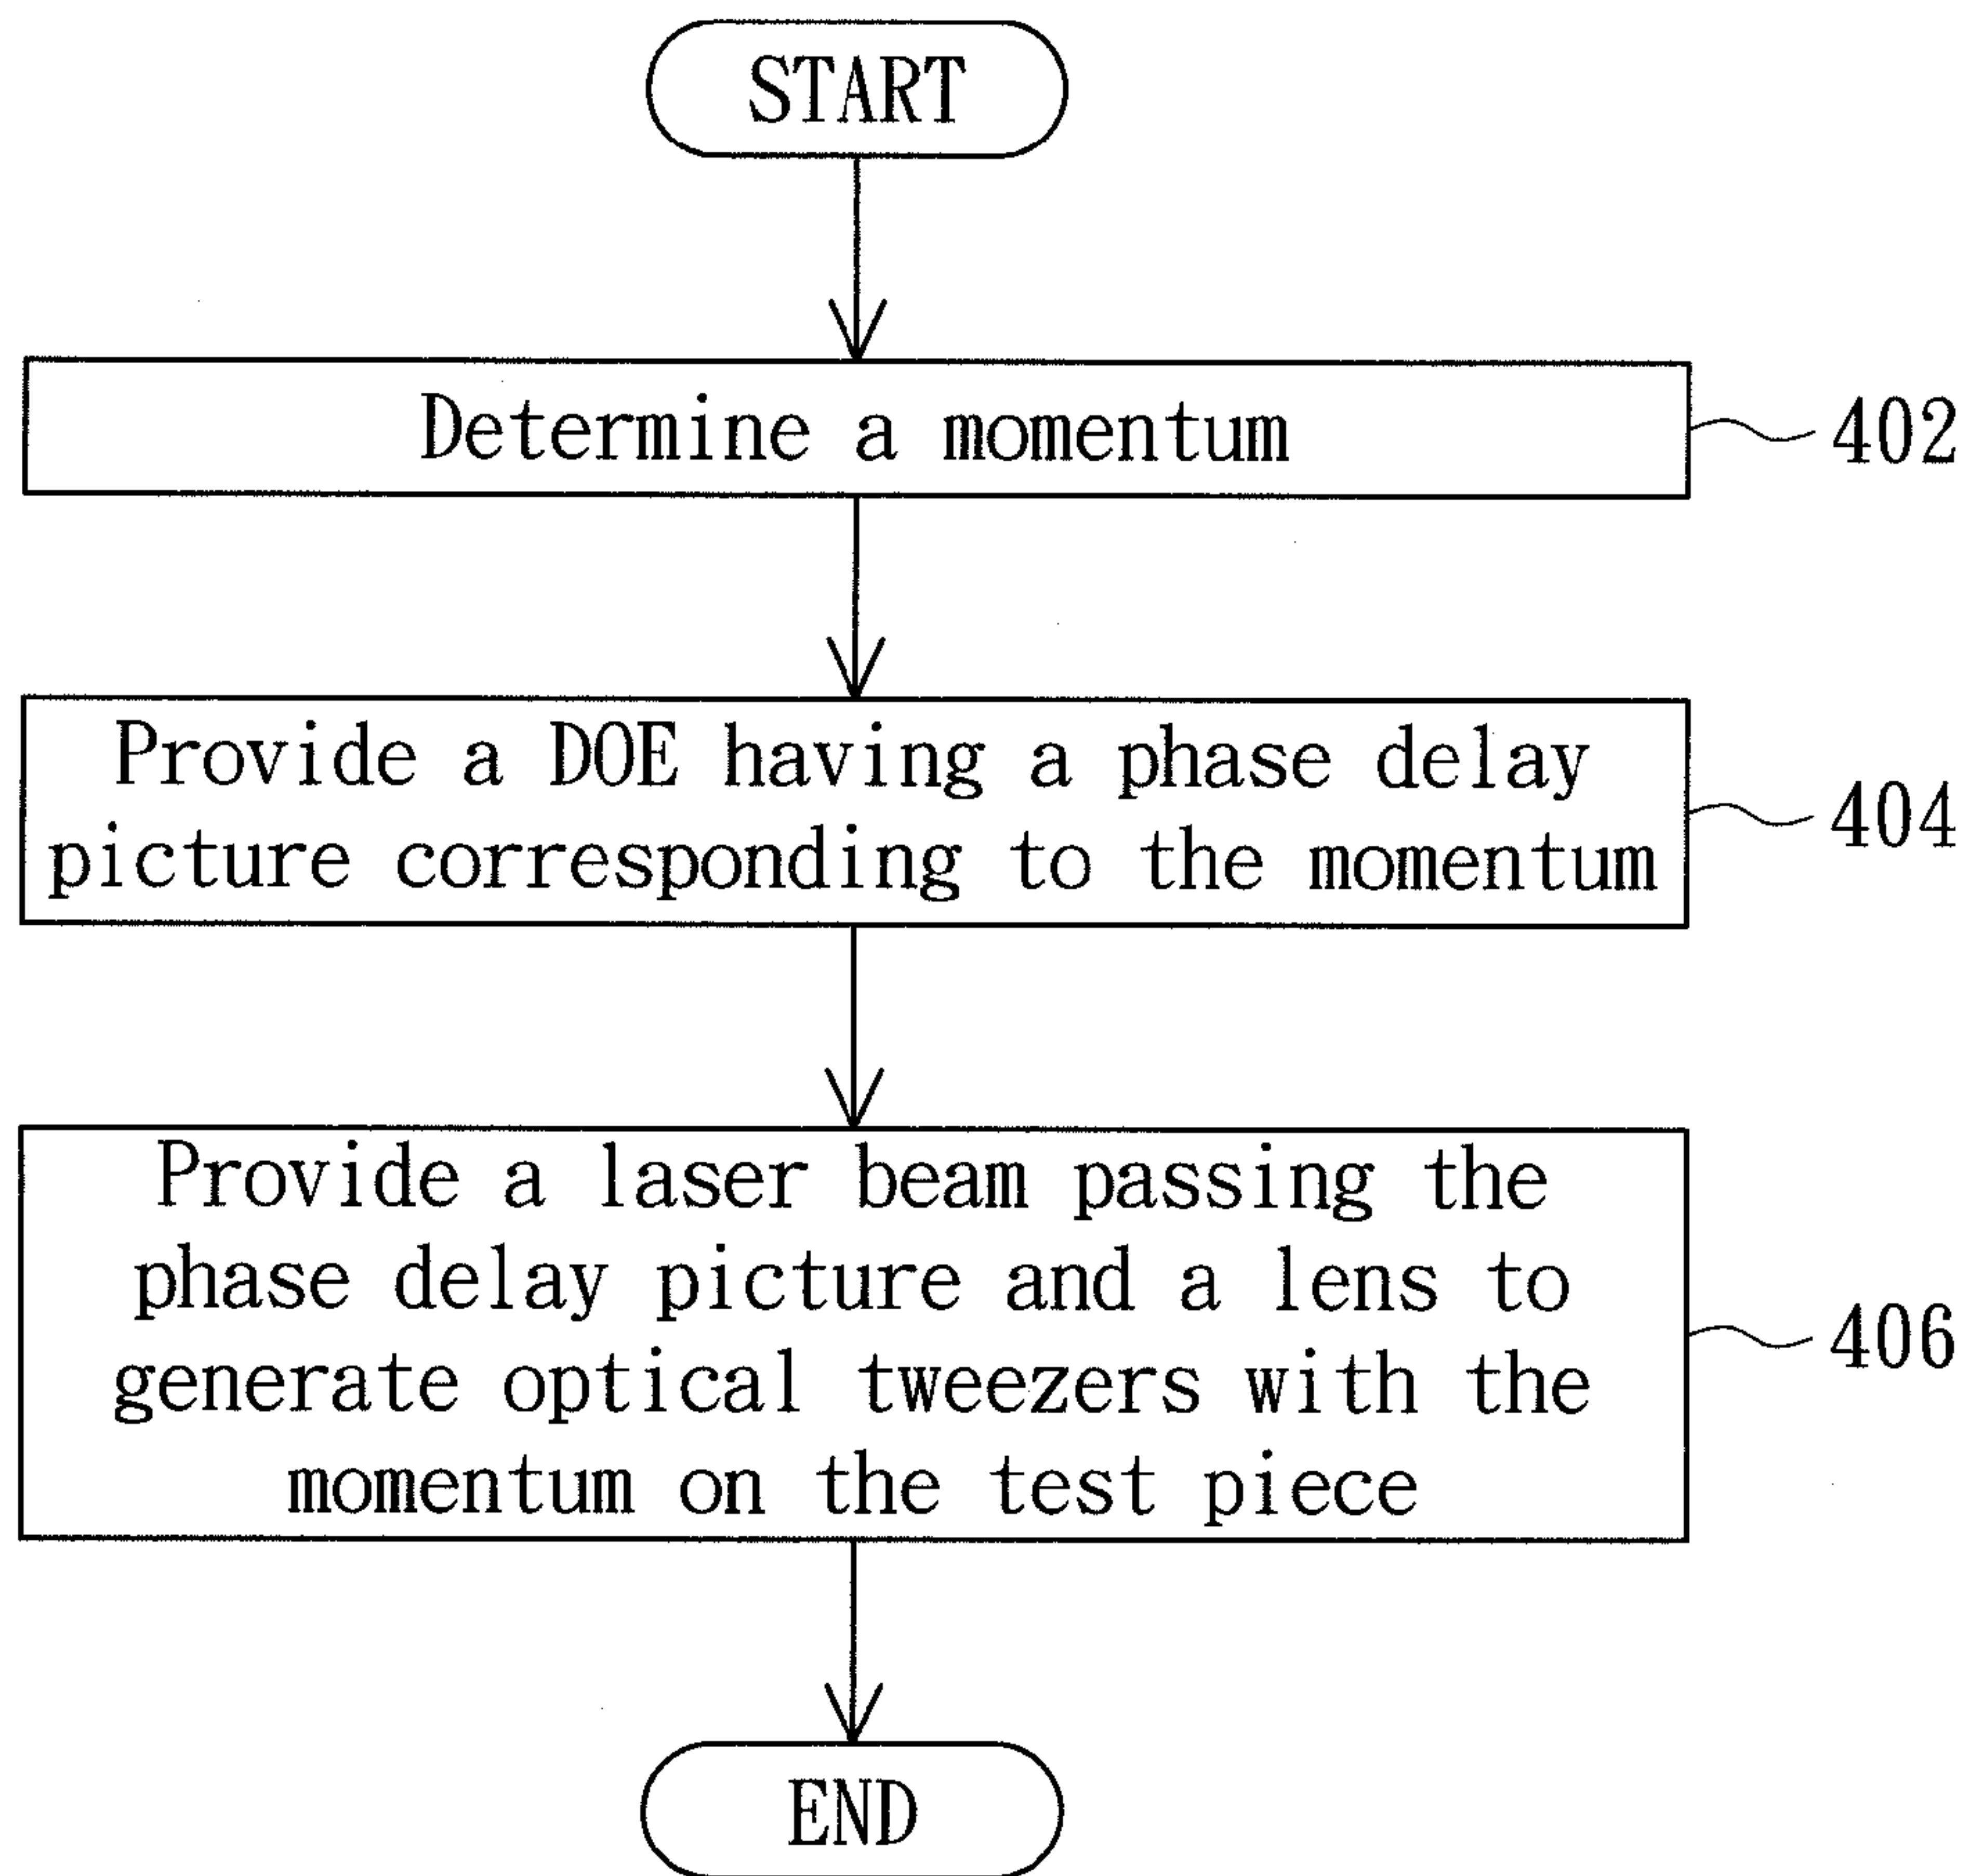 START
Determine a momentum
402
Provide a DOE having a phase delay
picture corresponding to the momentum
404
Provide a laser beam passing the
phase delay picture and a lens to
generate optical tweezers with the
momentum on the test piece
406
END